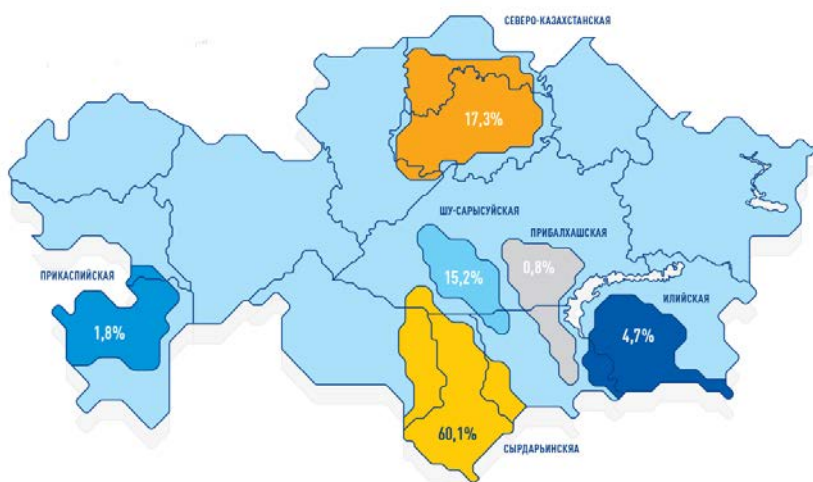 СЕВЕРО-КАЗАХСТАНСКАЯ
17,3%
ШУ-САРЫСУЙСКАЯ
ПРИБАЛХАШСКАЯ
0,8%
15,2%
ПРИКАСПИЙСКАЯ
ИЛИЙСКАЯ
1,8%
4,7%
60,1%
СЫРДАРЬИНСКЯА